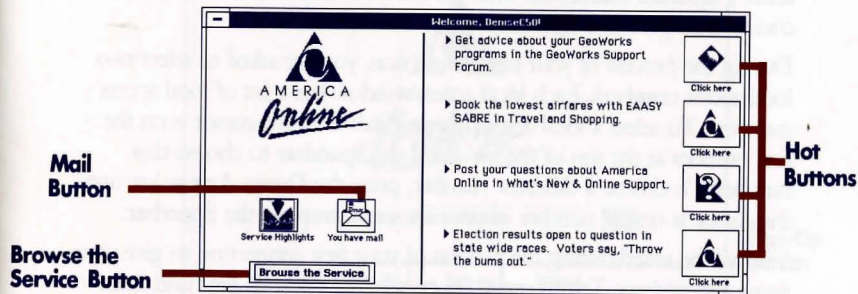 Welcome, DeniseC50!
AMERICA
Online
Get advice about your GeoWorks
programs in the GeoWorks Support
Forum.
Click here
Book the lowest airfares with EAASY
SABRE in Travel and Shopping.
Click here
Post your questions about America
Online in What's New & Online Support.
Click here
Election results open to question in
state wide races. Voters say, "Throw
the bums out."
Click here
Service Highlights
You have mail
Browse the Service
Mail
Button
Browse the
Service Button
Hot
Buttons